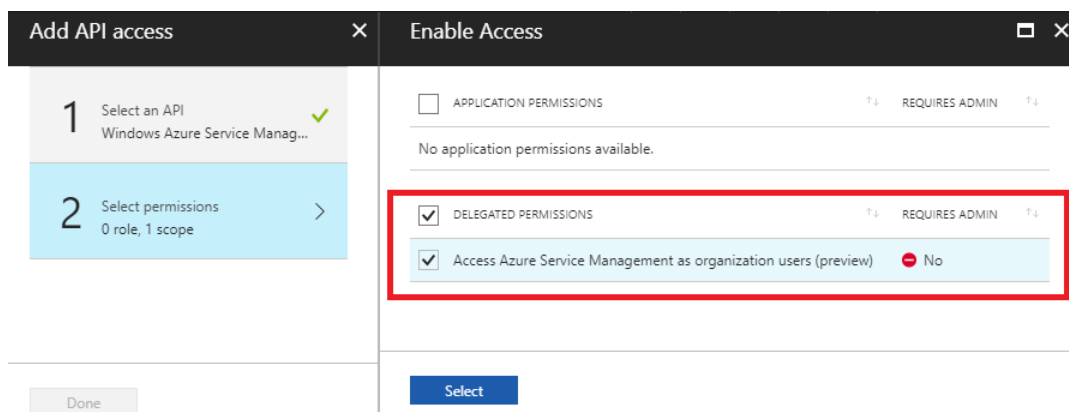 Add API access
Enable Access
1
Select an API
Windows Azure Service Manag...
2
Select permissions
0 role, 1 scope
Done
APPLICATION PERMISSIONS
REQUIRES ADMIN
No application permissions available.
DELEGATED PERMISSIONS
REQUIRES ADMIN
Access Azure Service Management as organization users (preview)
No
Select